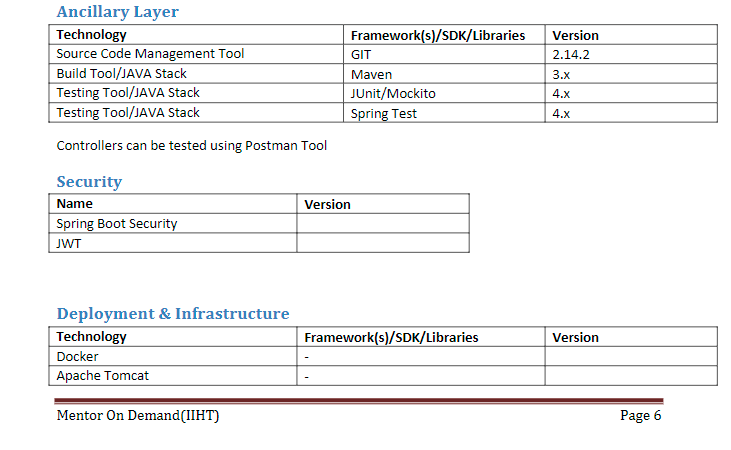 Ancillary Layer
Technology Framework(s)/SDK/Libraries Version
Source Code Management Tool GIT 2.14.2
Build Tool/JAVA Stack Maven 3.x
Testing Tool/JAVA Stack JUnit/Mockito 4.x
Testing Tool/JAVA Stack Spring Test 4.x
Controllers can be tested using Postman Tool
Security
Name Version
Spring Boot Security
JWT
Deployment & Infrastructure
Technology Framework(s)/SDK/Libraries Version
Docker -
Apache Tomcat -
Mentor On Demand(IIHT) Page 6